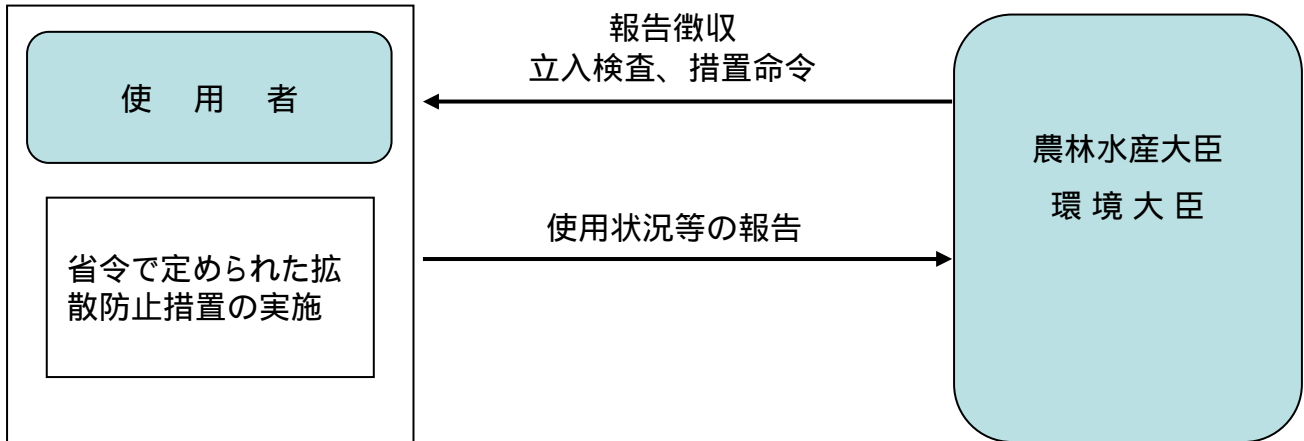 使 用 者
省令で定められた拡
散防止措置の実施
報告徴収
立入検査、措置命令
使用状況等の報告
農林水産大臣
環 境 大 臣